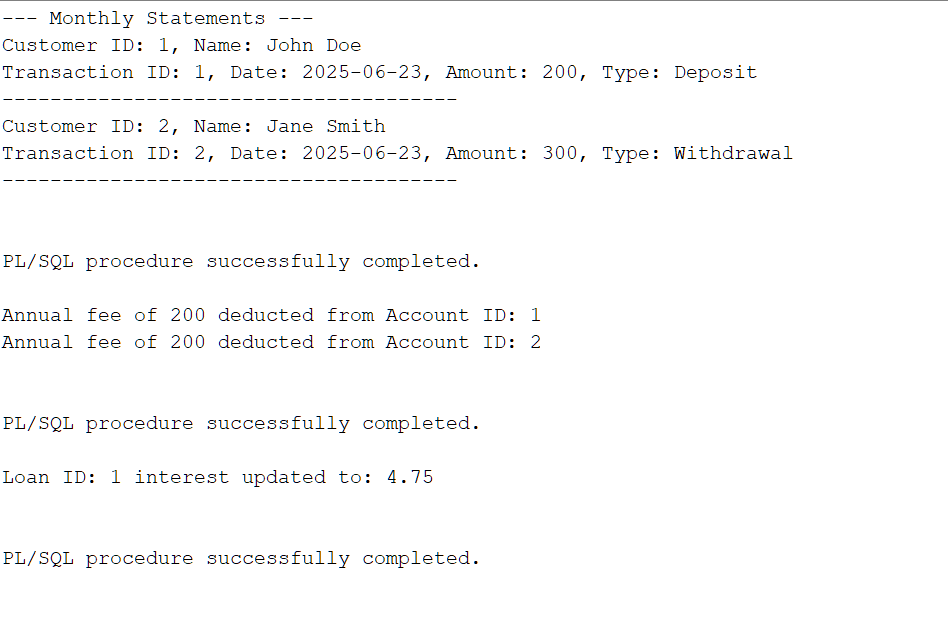 --- Monthly Statements ---
Customer ID: 1, Name: John Doe
Transaction ID: 1, Date: 2025-06-23, Amount: 200, Type: Deposit
--------------------------------------
Customer ID: 2, Name: Jane Smith
Transaction ID: 2, Date: 2025-06-23, Amount: 300, Type: Withdrawal
--------------------------------------
PL/SQL procedure successfully completed.
Annual fee of 200 deducted from Account ID: 1
Annual fee of 200 deducted from Account ID: 2
PL/SQL procedure successfully completed.
Loan ID: 1 interest updated to: 4.75
PL/SQL procedure successfully completed.